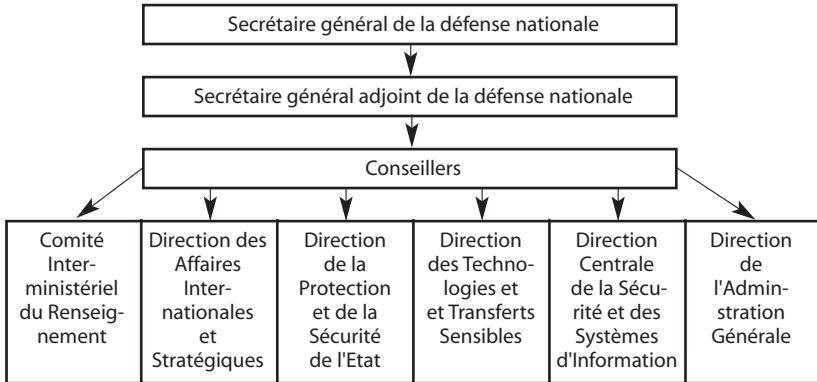 Secrétaire général de la défense nationale
Secrétaire général adjoint de la défense nationale
Conseillers
Comité
Inter-
ministériel
du Renseig-
nement
Direction des
Affaires
Inter-
nationales
et
Stratégiques
Direction
de la
Protection
et de la
Sécurité
de l'Etat
Direction
des Techno-
logies et
et Transferts
Sensibles
Direction
Centrale
de la Sécu-
rité et des
Systèmes
d'Information
Direction
de
l'Admin-
stration
Générale